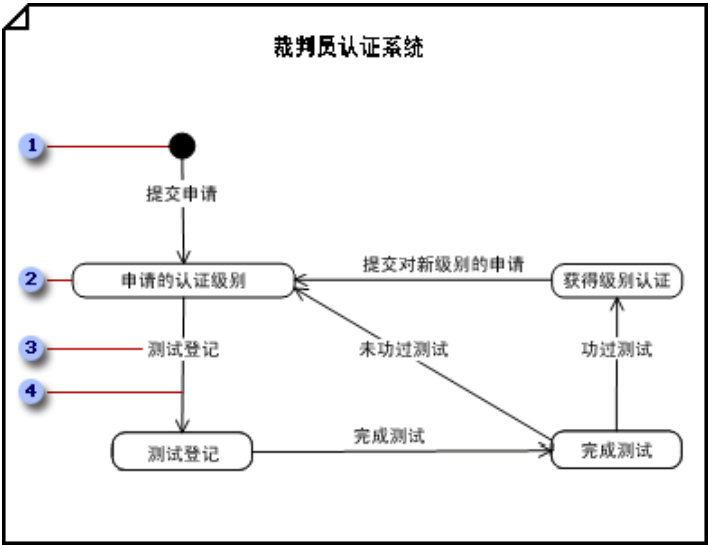 裁判员认证系统
1
提交申请
提交对新级别的申请
2
申请的认证级别
获得级别认证
3
测试登记
未功过测试
功过测试
4
完成测试
测试登记
完成测试